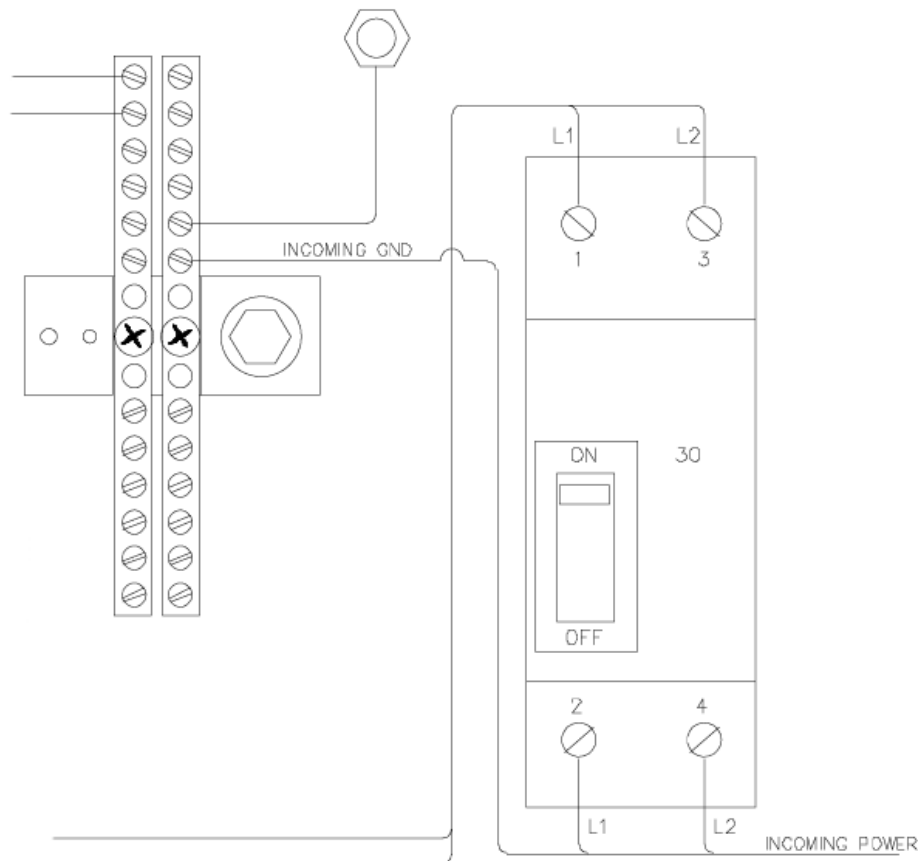 L1 L2
1 3
INCOMING GND
ON 30
OFF
2 4
L1 L2
INCOMING POWER